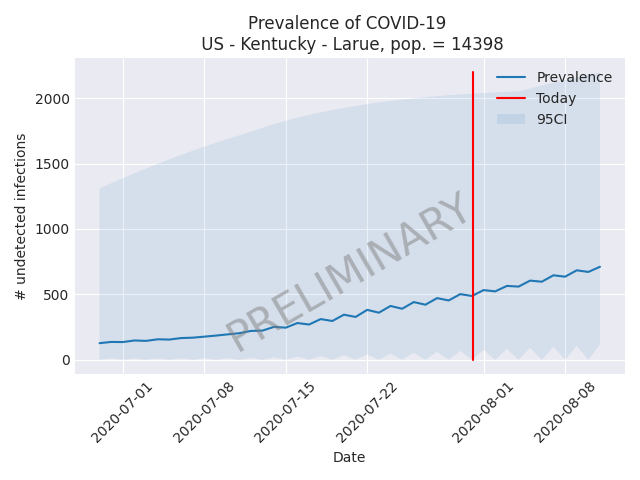 Prevalence of COVID-19
US - Kentucky - Larue, pop. = 14398
# undetected infections
2000
1500
1000
500
0
Prevalence
Today
95CI
PRELIMINARY
2020-07-01
2020-07-08
2020-07-15
2020-07-22
2020-08-01
2020-08-08
Date